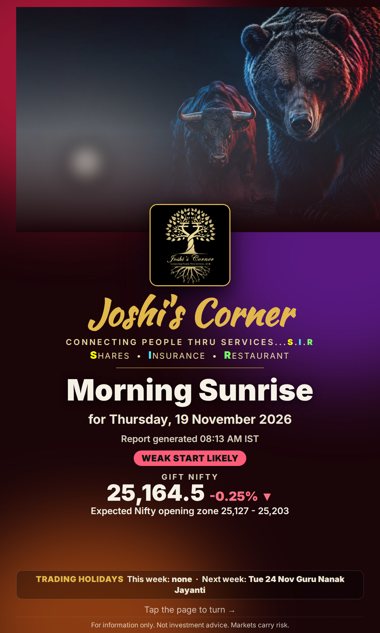 Joshi's Corner
Joshi's Corner
CONNECTING PEOPLE THRU SERVICES...S.I.R
SHARES • INSURANCE • RESTAURANT
Morning Sunrise
for Thursday, 19 November 2026
Report generated 08:13 AM IST
WEAK START LIKELY
GIFT NIFTY
25,164.5 -0.25% ▼
Expected Nifty opening zone 25,127 - 25,203
TRADING HOLIDAYS This week: none · Next week: Tue 24 Nov Guru Nanak
Jayanti
Tap the page to turn →
For information only. Not investment advice. Markets carry risk.